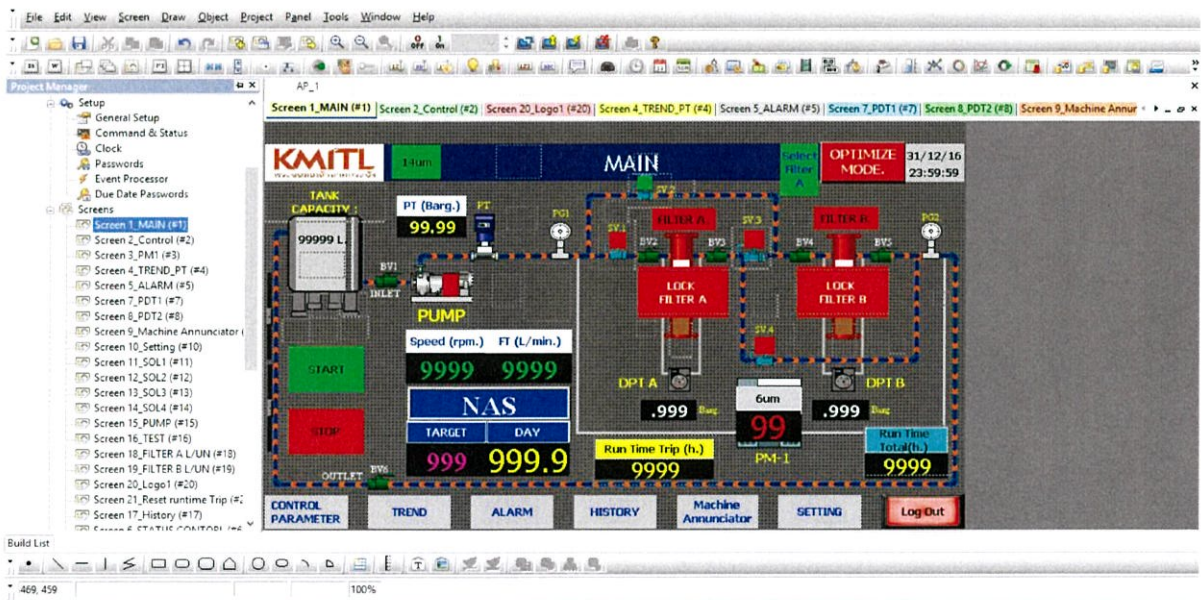 File Edit View Screen Draw Object Project Panel Tools Window Help
Project Manager
AP_1
Screen 1_MAIN (#1) Screen 2_Control (#2) Screen 20_Logo1 (#20) Screen 4_TREND_PT (#4) Screen 5_ALARM (#5) Screen 7_PDT1 (#7) Screen 8_PDT2 (#8) Screen 9_Machine Annur
Setup
General Setup
Command & Status
Clock
Passwords
Event Processor
Due Date Passwords
Screens
Screen 1_MAIN (#1)
Screen 2_Control (#2)
Screen 3_PM1 (#3)
Screen 4_TREND_PT (#4)
Screen 5_ALARM (#5)
Screen 7_PDT1 (#7)
Screen 8_PDT2 (#8)
Screen 9_Machine Annunciator (
Screen 10_Setting (#10)
Screen 11_SOL1 (#11)
Screen 12_SOL2 (#12)
Screen 13_SOL3 (#13)
Screen 14_SOL4 (#14)
Screen 15_PUMP (#15)
Screen 16_TEST (#16)
Screen 18_FILTER A L/UN (#18)
Screen 19_FILTER B L/UN (#19)
Screen 20_Logo1 (#20)
Screen 21_Reset runtime Trip (#2
Screen 17_History (#17)
KMITL
14um
MAIN
Select
Filter
A
OPTIMIZE
MODE.
31/12/16
23:59:59
TANK
CAPACITY :
99999 L.
PT (Barg.)
99.99
PT
PG1
SV.2
SV.1
FILTER A.
SV.3
FILTER B.
PG2
BV1
INLET
BV2
BV3
BV4
BV5
PUMP
LOCK
FILTER A
LOCK
FILTER B
SV.4
START
STOP
Speed (rpm.) FT (L/min.)
9999 9999
NAS
TARGET DAY
999 999.9
DPT A
.999 Barg.
6um
99
PM-1
DPT B
.999 Barg.
Run Time Trip (h.)
9999
Run Time
Total(h.)
9999
OUTLET
BV6
CONTROL
PARAMETER
TREND
ALARM
HISTORY
Machine
Annunciator
SETTING
Log Out
Build List
469, 459
100%